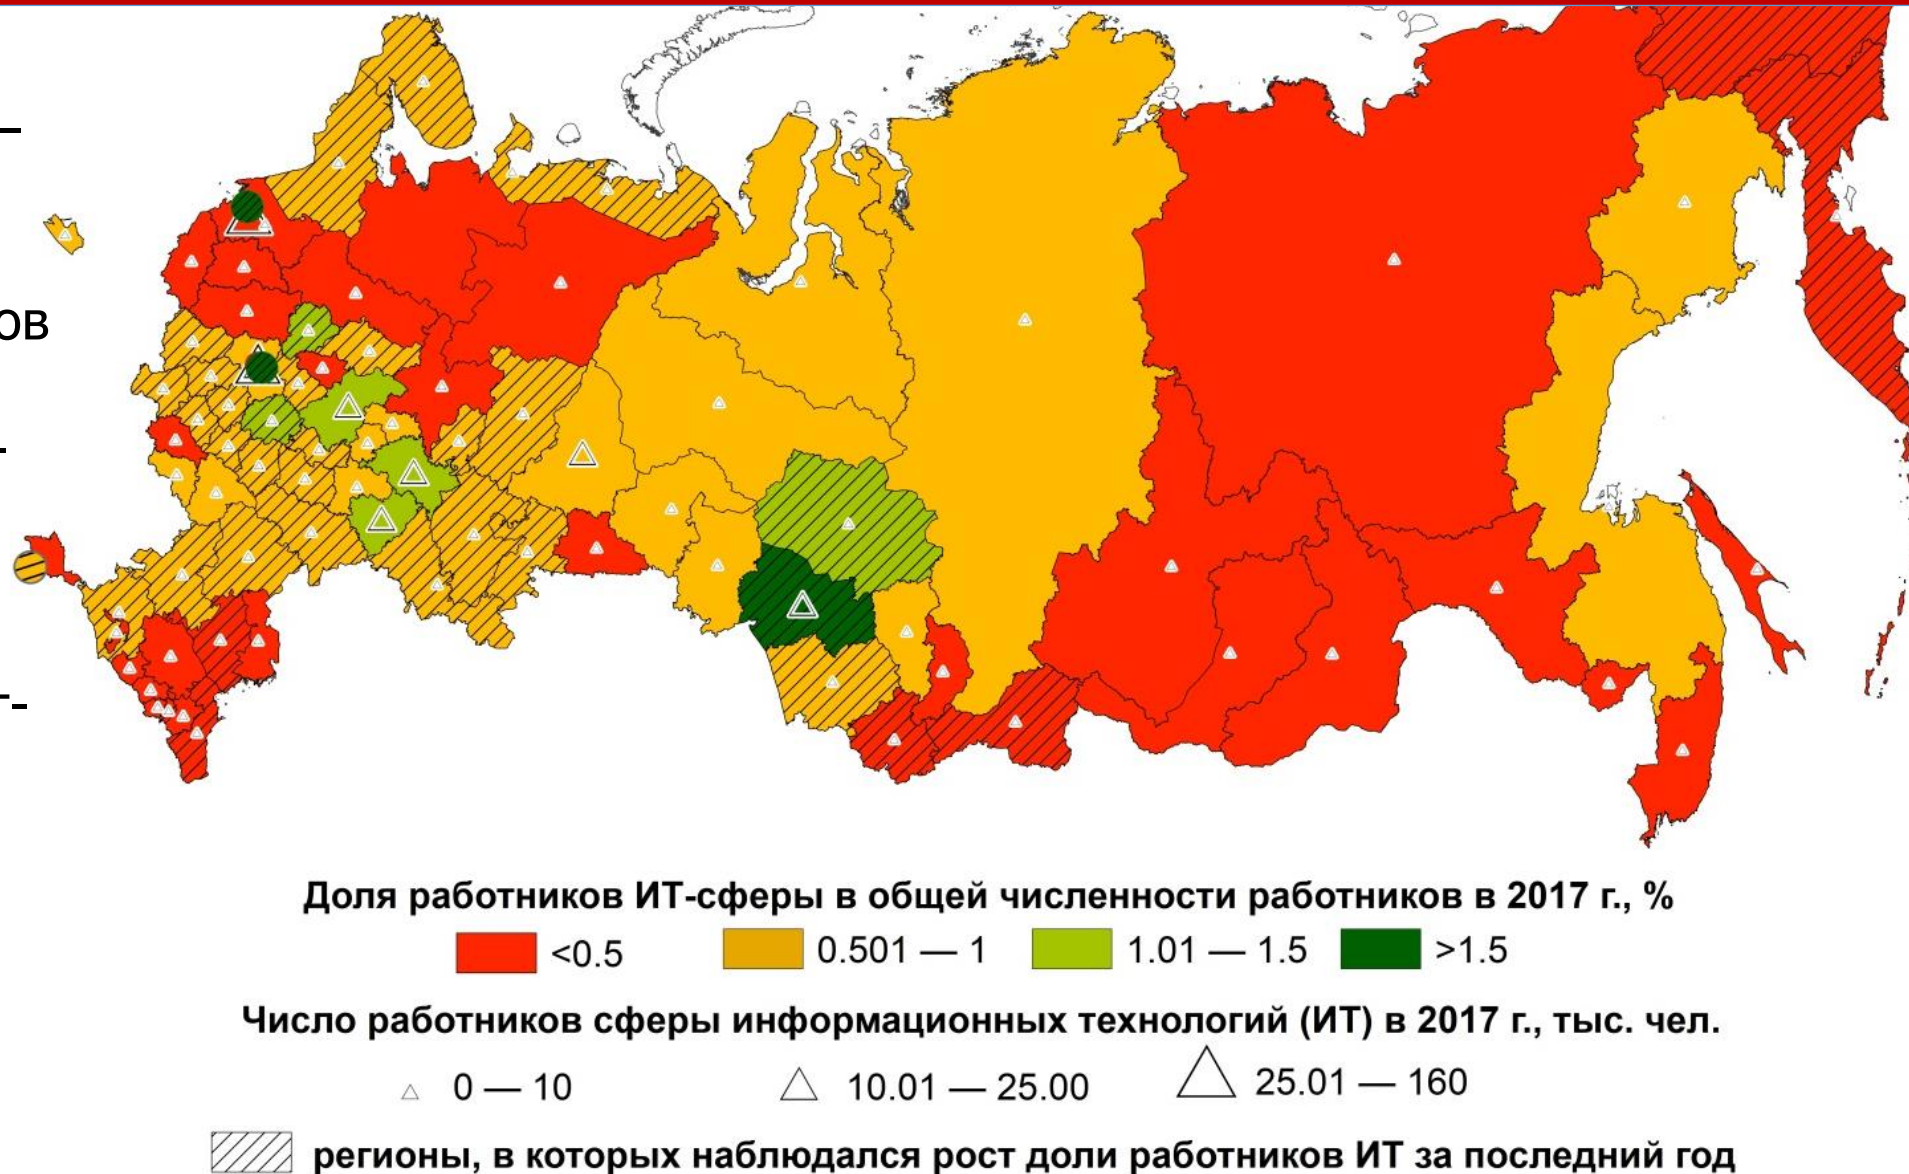 –
ов
-
-
Доля работников ИТ-сферы в общей численности работников в 2017 г., %
<0.5 0.501 — 1 1.01 — 1.5 >1.5
Число работников сферы информационных технологий (ИТ) в 2017 г., тыс. чел.
0 — 10 10.01 — 25.00 25.01 — 160
регионы, в которых наблюдался рост доли работников ИТ за последний год